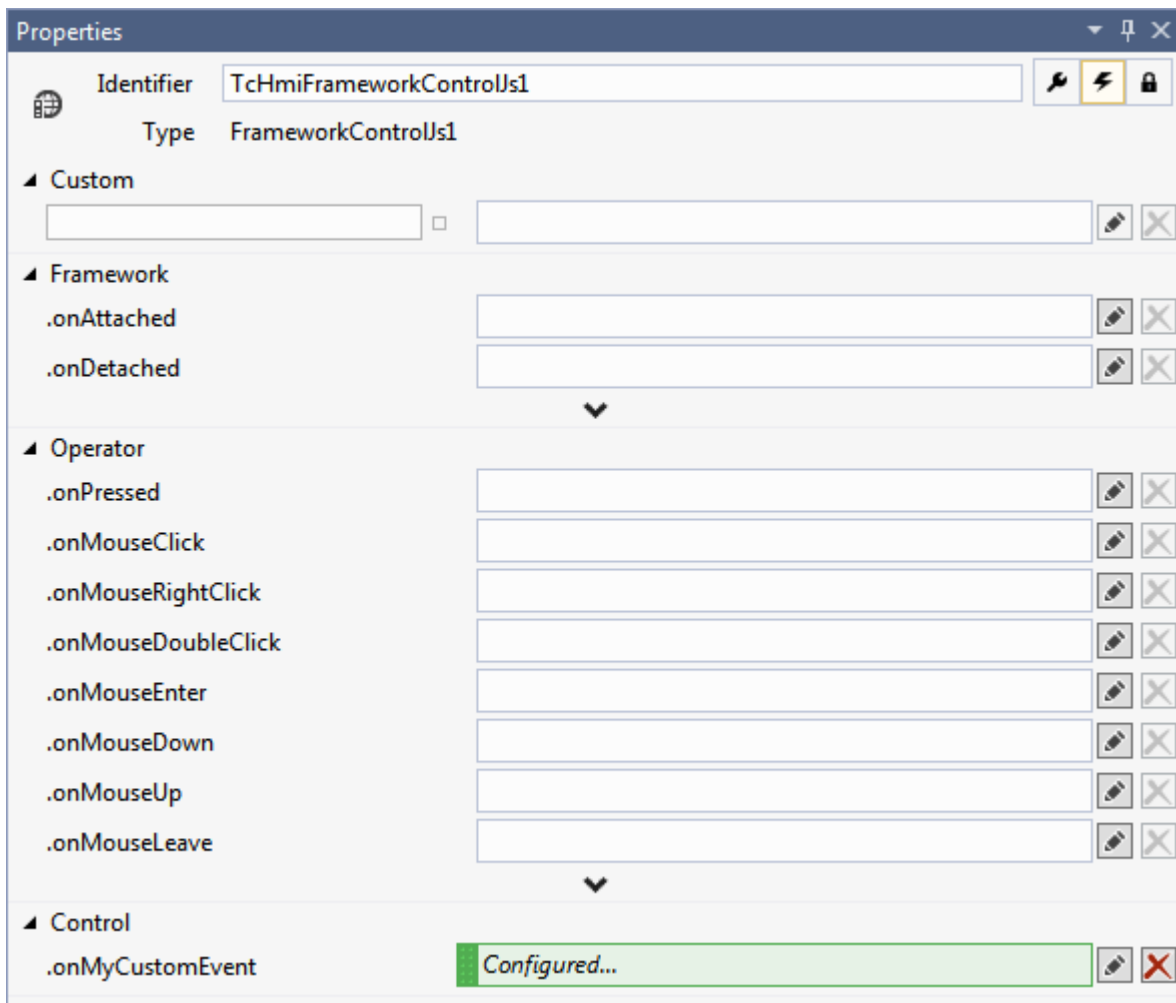 Properties
Identifier TcHmiFrameworkControlJs1
Type FrameworkControlJs1
Custom
Framework
.onAttached
.onDetached
Operator
.onPressed
.onMouseClick
.onMouseRightClick
.onMouseDoubleClick
.onMouseEnter
.onMouseDown
.onMouseUp
.onMouseLeave
Control
.onMyCustomEvent Configured...